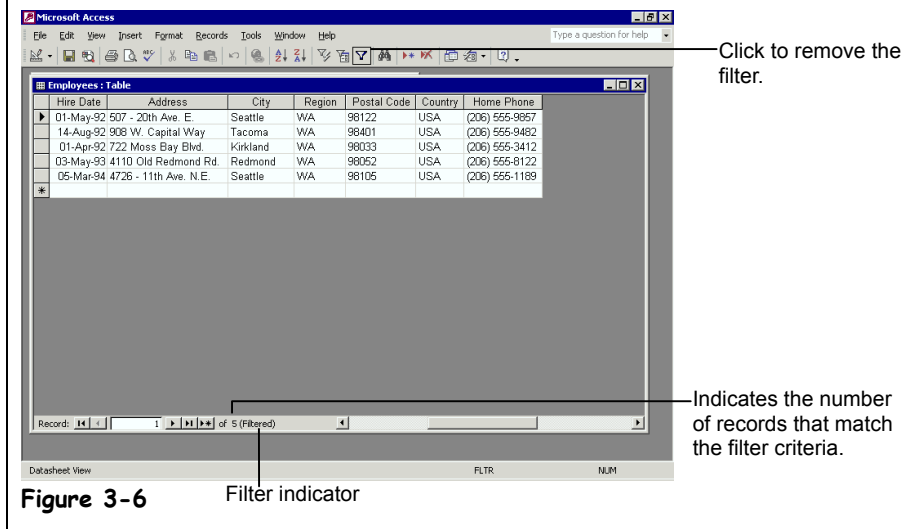 Microsoft Access
File Edit View Insert Format Records Tools Window Help Type a question for help
Click to remove the
filter.
Employees : Table
Hire Date Address City Region Postal Code Country Home Phone
01-May-92 507 - 20th Ave. E. Seattle WA 98122 USA (206) 555-9857
14-Aug-92 908 W. Capital Way Tacoma WA 98401 USA (206) 555-9482
01-Apr-92 722 Moss Bay Blvd. Kirkland WA 98033 USA (206) 555-3412
03-May-93 4110 Old Redmond Rd. Redmond WA 98052 USA (206) 555-8122
05-Mar-94 4726 - 11th Ave. N.E. Seattle WA 98105 USA (206) 555-1189
Record: 1 of 5 (Filtered)
Indicates the number
of records that match
the filter criteria.
Datasheet View FLTR NUM
Figure 3-6
Filter indicator